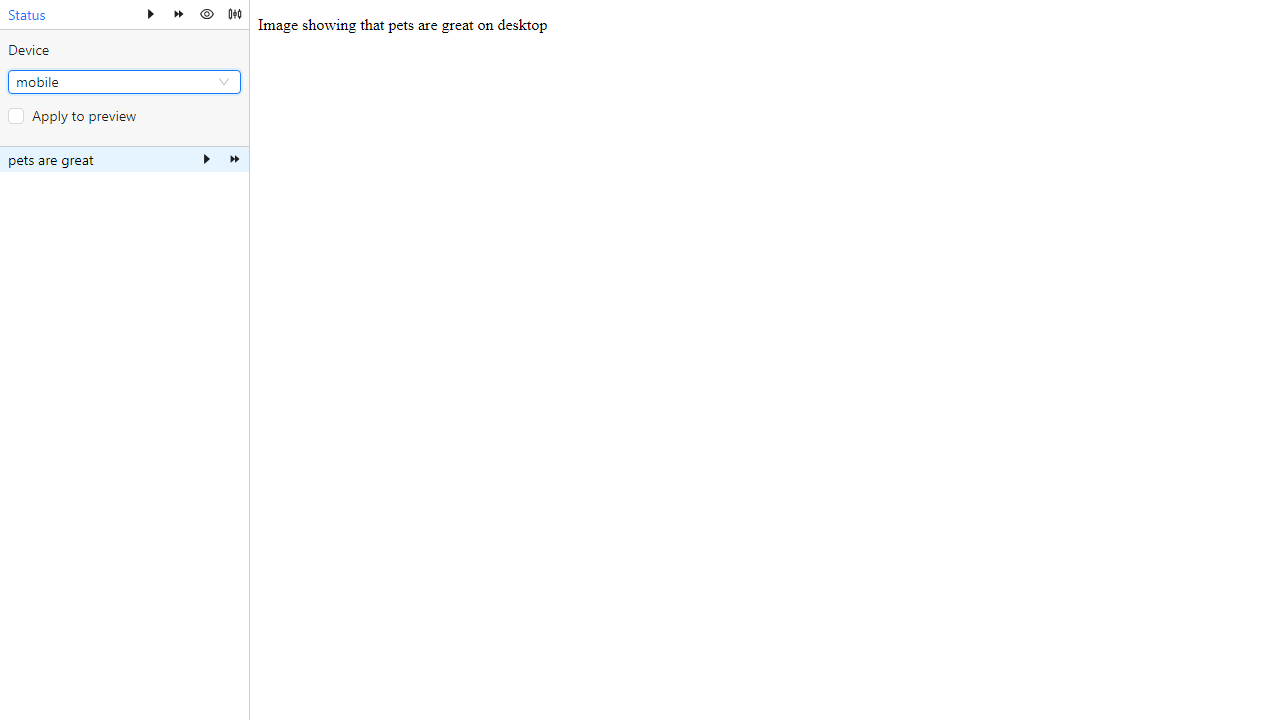 Status
Device
mobile
Apply to preview
pets are great
Image showing that pets are great on desktop